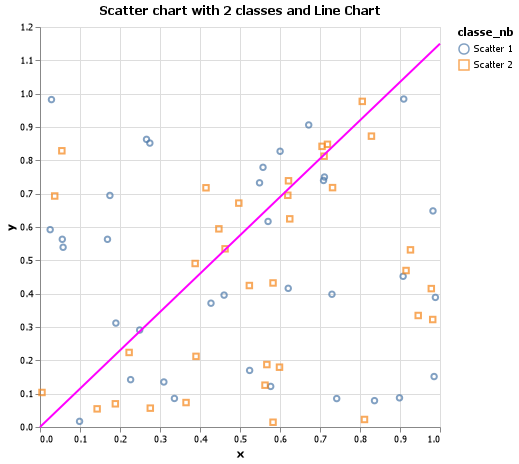 Scatter chart with 2 classes and Line Chart
classe_nb
Scatter 1
Scatter 2
1.2
1.1
1.0
0.9
0.8
0.7
0.6
0.5
0.4
0.3
0.2
0.1
0.0
y
0.0 0.1 0.2 0.3 0.4 0.5 0.6 0.7 0.8 0.9 1.0
x